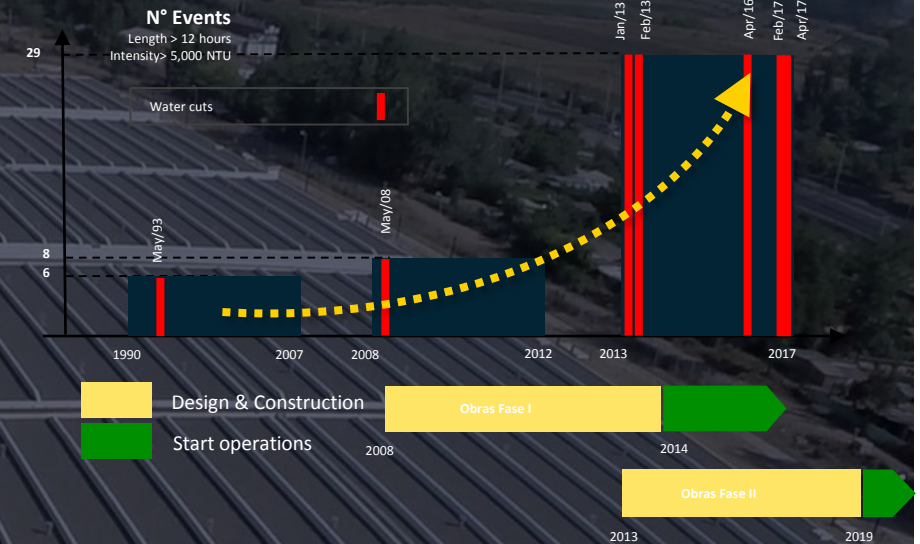 N° Events
Length > 12 hours
Intensity> 5,000 NTU
Jan/13
Feb/13
Apr/16
Feb/17
Apr/17
29
Water cuts
May/93
May/08
8
6
1990
2007
2008
2012
2013
2017
Design & Construction
Obras Fase I
Start operations
2008
2014
Obras Fase II
2013
2019